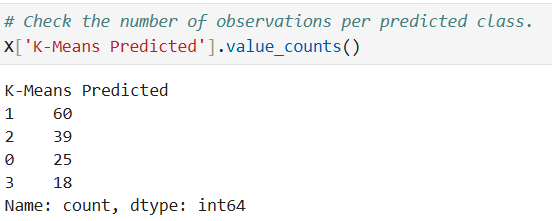 # Check the number of observations per predicted class.
X['K-Means Predicted'].value_counts()
K-Means Predicted
1    60
2    39
0    25
3    18
Name: count, dtype: int64